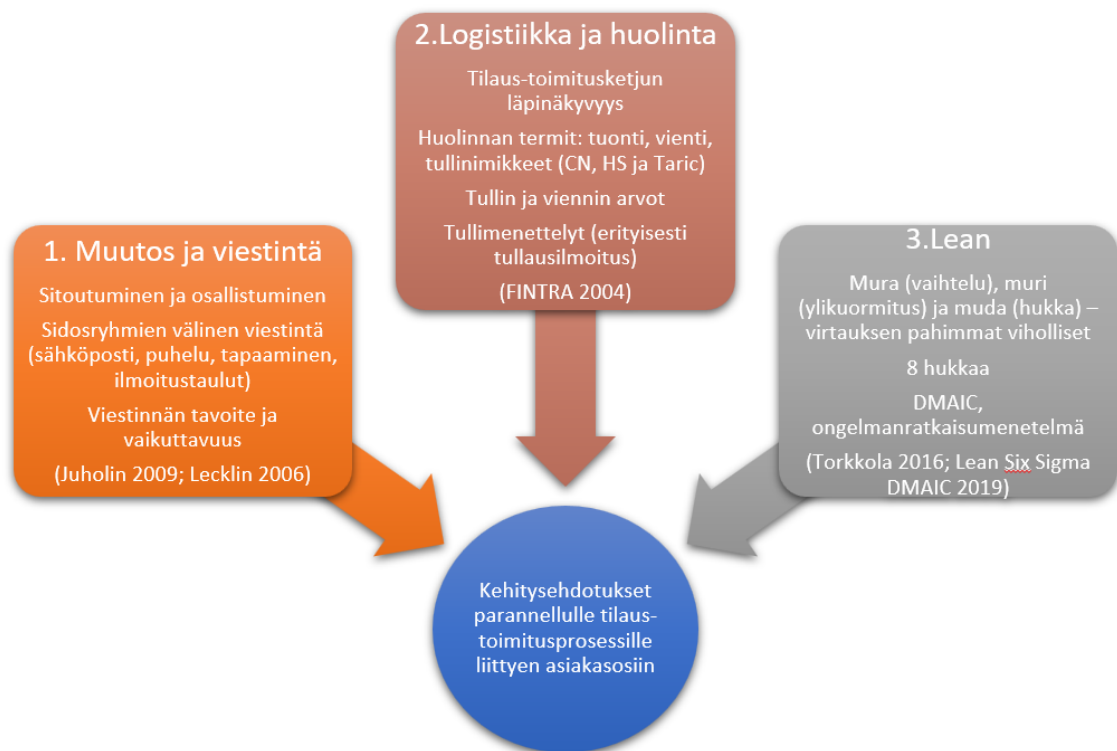 1. Muutos ja viestintä
Sitoutuminen ja osallistuminen
Sidosryhmien välinen viestintä
(sähköposti, puhelu, tapaaminen,
ilmoitustaulut)
Viestinnän tavoite ja
vaikuttavuus
(Juholin 2009; Lecklin 2006)
2.Logistiikka ja huolinta
Tilaus-toimitusketjun
läpinäkyvyys
Huolinnan termit: tuonti, vienti,
tullinimikkeet (CN, HS ja Taric)
Tullin ja viennin arvot
Tullimenettelyt (erityisesti
tullausilmoitus)
(FINTRA 2004)
3.Lean
Mura (vaihtelu), muri
(ylikuormitus) ja muda (hukka) –
virtauksen pahimmat viholliset
8 hukkaa
DMAIC,
ongelmanratkaisumenetelmä
(Torkkola 2016; Lean Six Sigma
DMAIC 2019)
Kehitysehdotukset
parannellulle tilaus-
toimitusprosessille
liittyen asiakasosiin